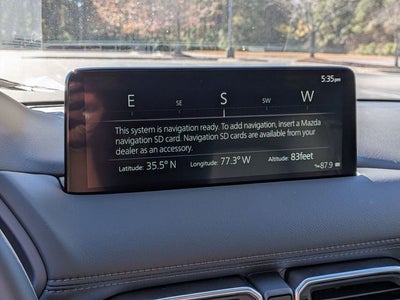 5:35pm
E SE S SW W
This system is navigation ready. To add navigation, insert a Mazda
navigation SD card. Navigation SD cards are available from your
dealer as an accessory.
Latitude: 35.5° N Longitude: 77.3° W Altitude: 83feet
87.9